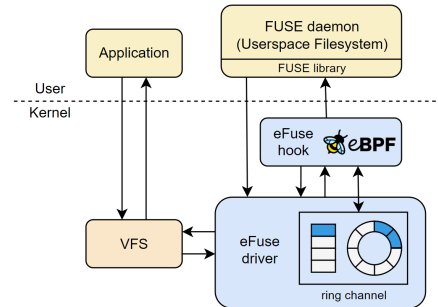 FUSE daemon
(Userspace Filesystem)
FUSE library
Application
User
Kernel
eFuse
hook
eBPF
VFS
eFuse
driver
ring channel